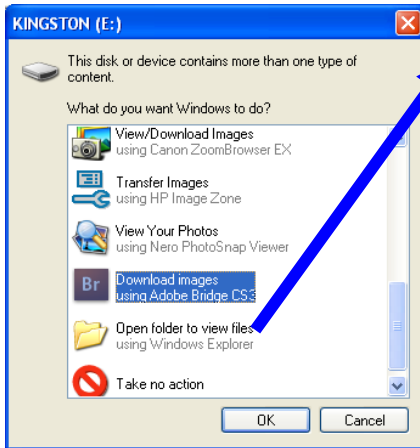 KINGSTON (E:)
This disk or device contains more than one type of
content.
What do you want Windows to do?
View/Download Images
using Canon ZoomBrowser EX
Transfer Images
using HP Image Zone
View Your Photos
using Nero PhotoSnap Viewer
Br
Download images
using Adobe Bridge CS3
Open folder to view files
using Windows Explorer
Take no action
OK
Cancel